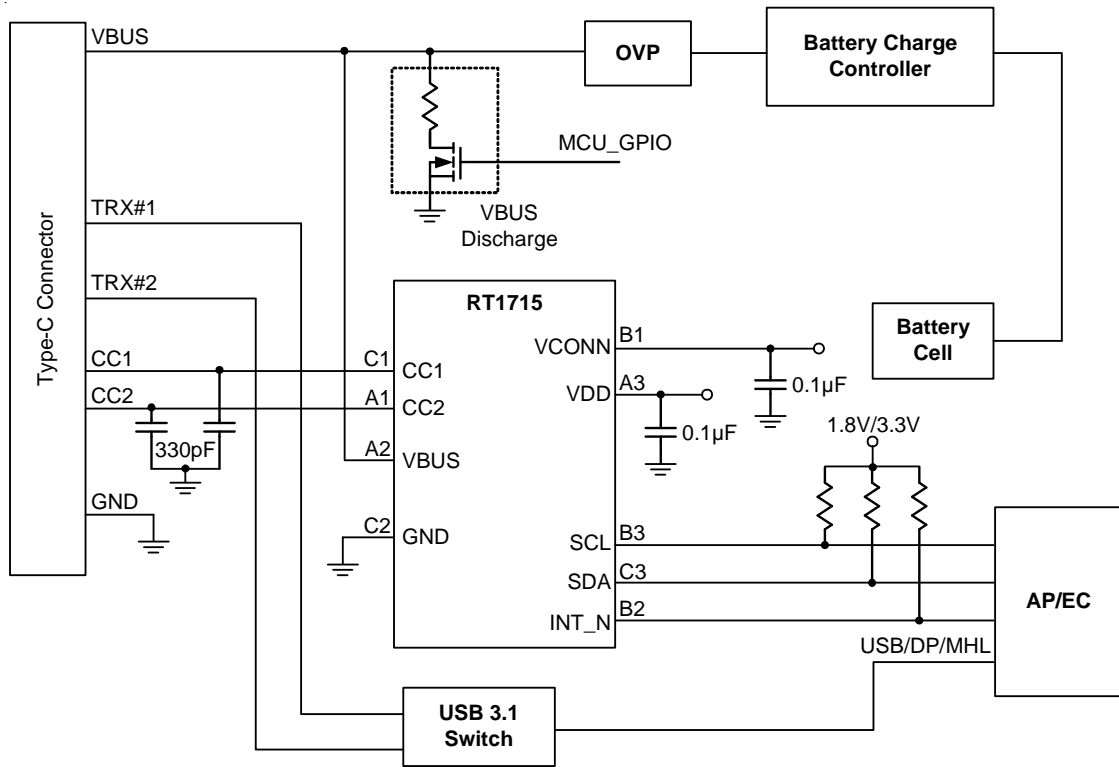 VBUS
OVP
Battery Charge
Controller
MCU_GPIO
VBUS
Discharge
Type-C Connector
TRX#1
TRX#2
CC1
CC2
330pF
GND
RT1715
C1
CC1
A1
CC2
A2
VBUS
C2
GND
VCONN
B1
0.1µF
VDD
A3
0.1µF
Battery
Cell
1.8V/3.3V
SCL
B3
SDA
C3
INT_N
B2
AP/EC
USB/DP/MHL
USB 3.1
Switch